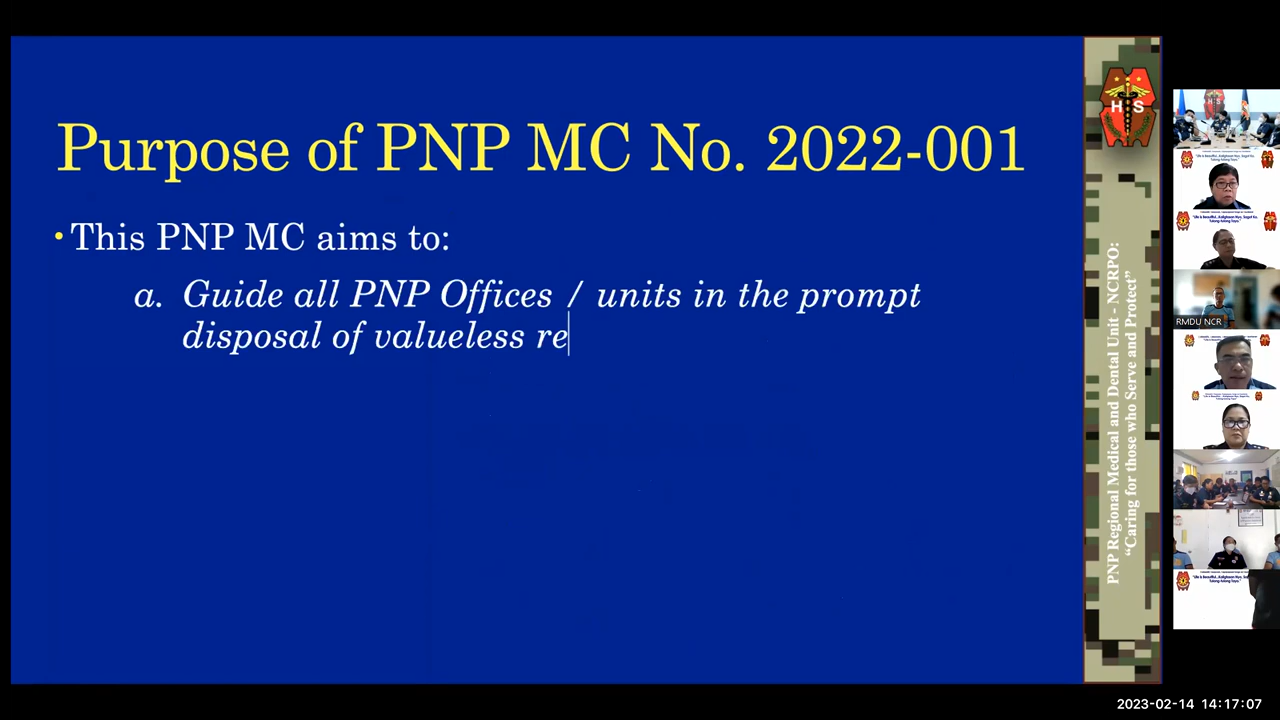 Purpose of PNP MC No. 2022-001
• This PNP MC aims to:
a. Guide all PNP Offices / units in the prompt
disposal of valueless re
H S
PNP Regional Medical and Dental Unit - NCRPO:
“Caring for those who Serve and Protect”
RMDU NCR
2023-02-14 14:17:07